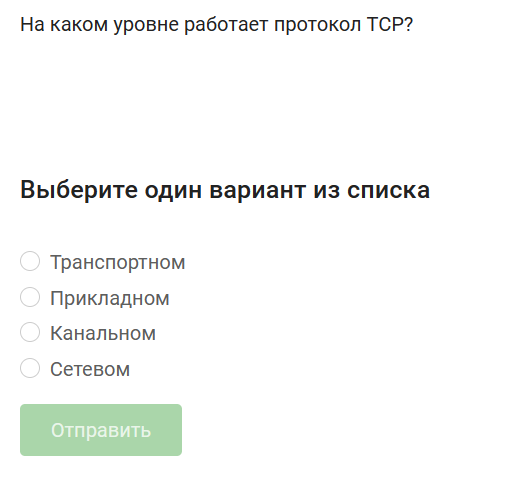 На каком уровне работает протокол TCP?
Выберите один вариант из списка
Транспортном
Прикладном
Канальном
Сетевом
Отправить